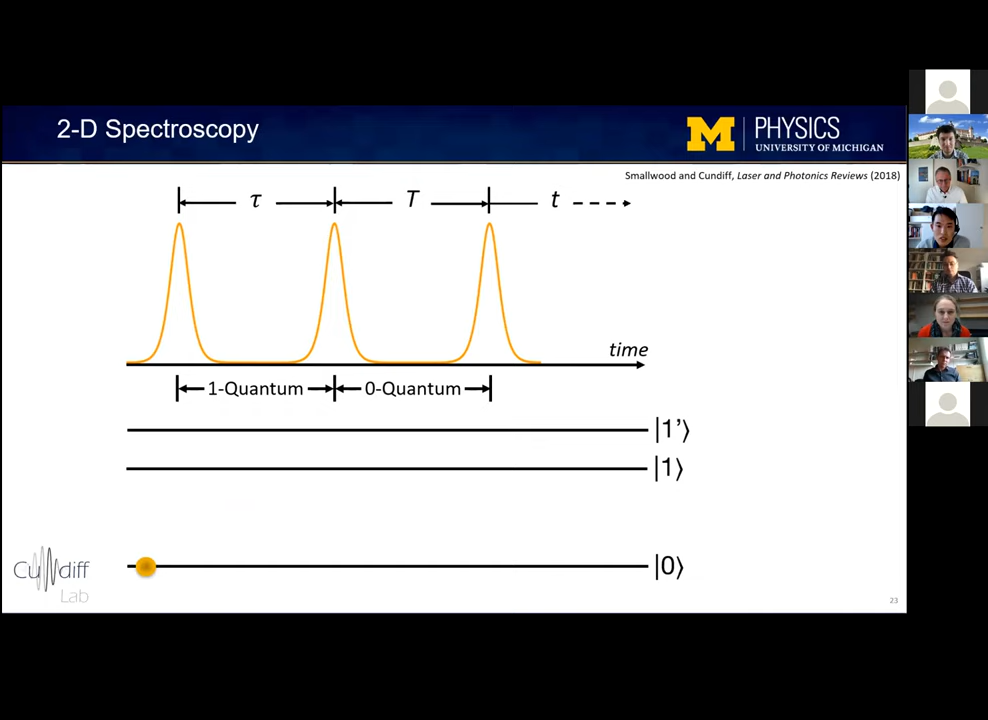 2-D Spectroscopy
M | PHYSICS
UNIVERSITY OF MICHIGAN
Smallwood and Cundiff, Laser and Photonics Reviews (2018)
τ T t
time
1-Quantum 0-Quantum
|1’⟩
|1⟩
|0⟩
Cundiff
Lab
23